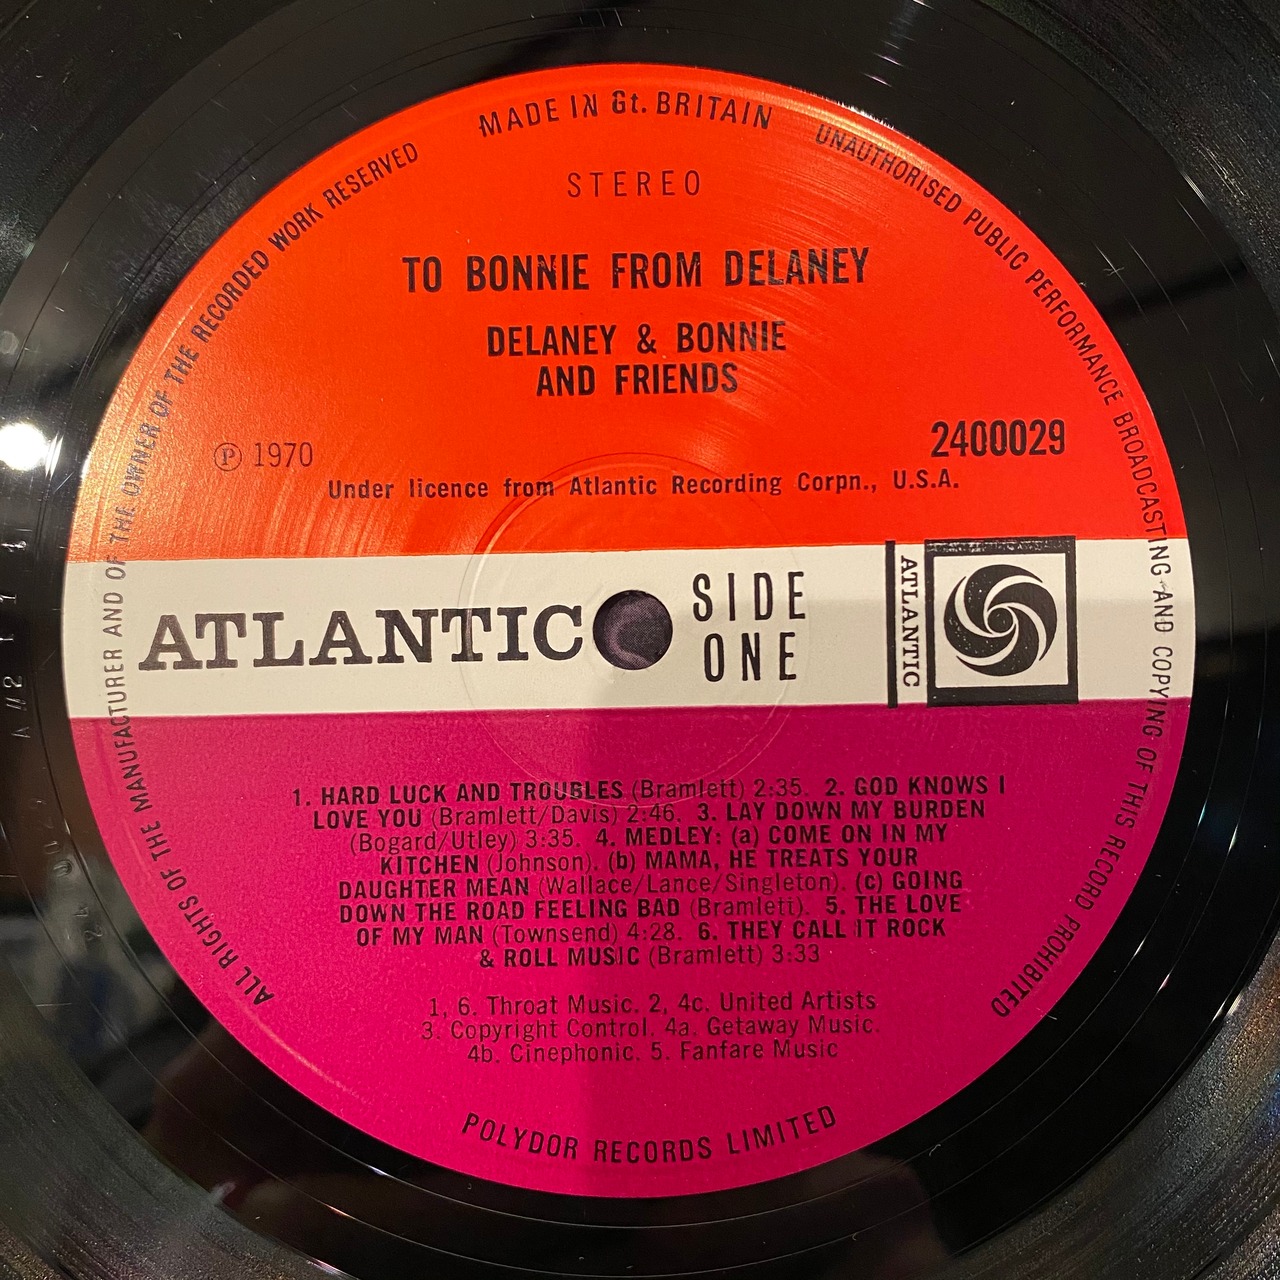 MADE IN Gt. BRITAIN
UNAUTHORISED PUBLIC PERFORMANCE BROADCASTING AND COPYING OF THIS RECORD PROHIBITED
ALL RIGHTS OF THE MANUFACTURER AND OF THE OWNER OF THE RECORDED WORK RESERVED
STEREO
TO BONNIE FROM DELANEY
DELANEY & BONNIE
AND FRIENDS
2400029
℗ 1970
Under licence from Atlantic Recording Corpn., U.S.A.
ATLANTIC
SIDE
ONE
ATLANTIC
1. HARD LUCK AND TROUBLES (Bramlett) 2:35. 2. GOD KNOWS I
LOVE YOU (Bramlett/Davis) 2:46. 3. LAY DOWN MY BURDEN
(Bogard/Utley) 3:35. 4. MEDLEY: (a) COME ON IN MY
KITCHEN (Johnson). (b) MAMA, HE TREATS YOUR
DAUGHTER MEAN (Wallace/Lance/Singleton). (c) GOING
DOWN THE ROAD FEELING BAD (Bramlett). 5. THE LOVE
OF MY MAN (Townsend) 4:28. 6. THEY CALL IT ROCK
& ROLL MUSIC (Bramlett) 3:33
1, 6. Throat Music. 2, 4c. United Artists
3. Copyright Control. 4a. Getaway Music.
4b. Cinephonic. 5. Fanfare Music
POLYDOR RECORDS LIMITED